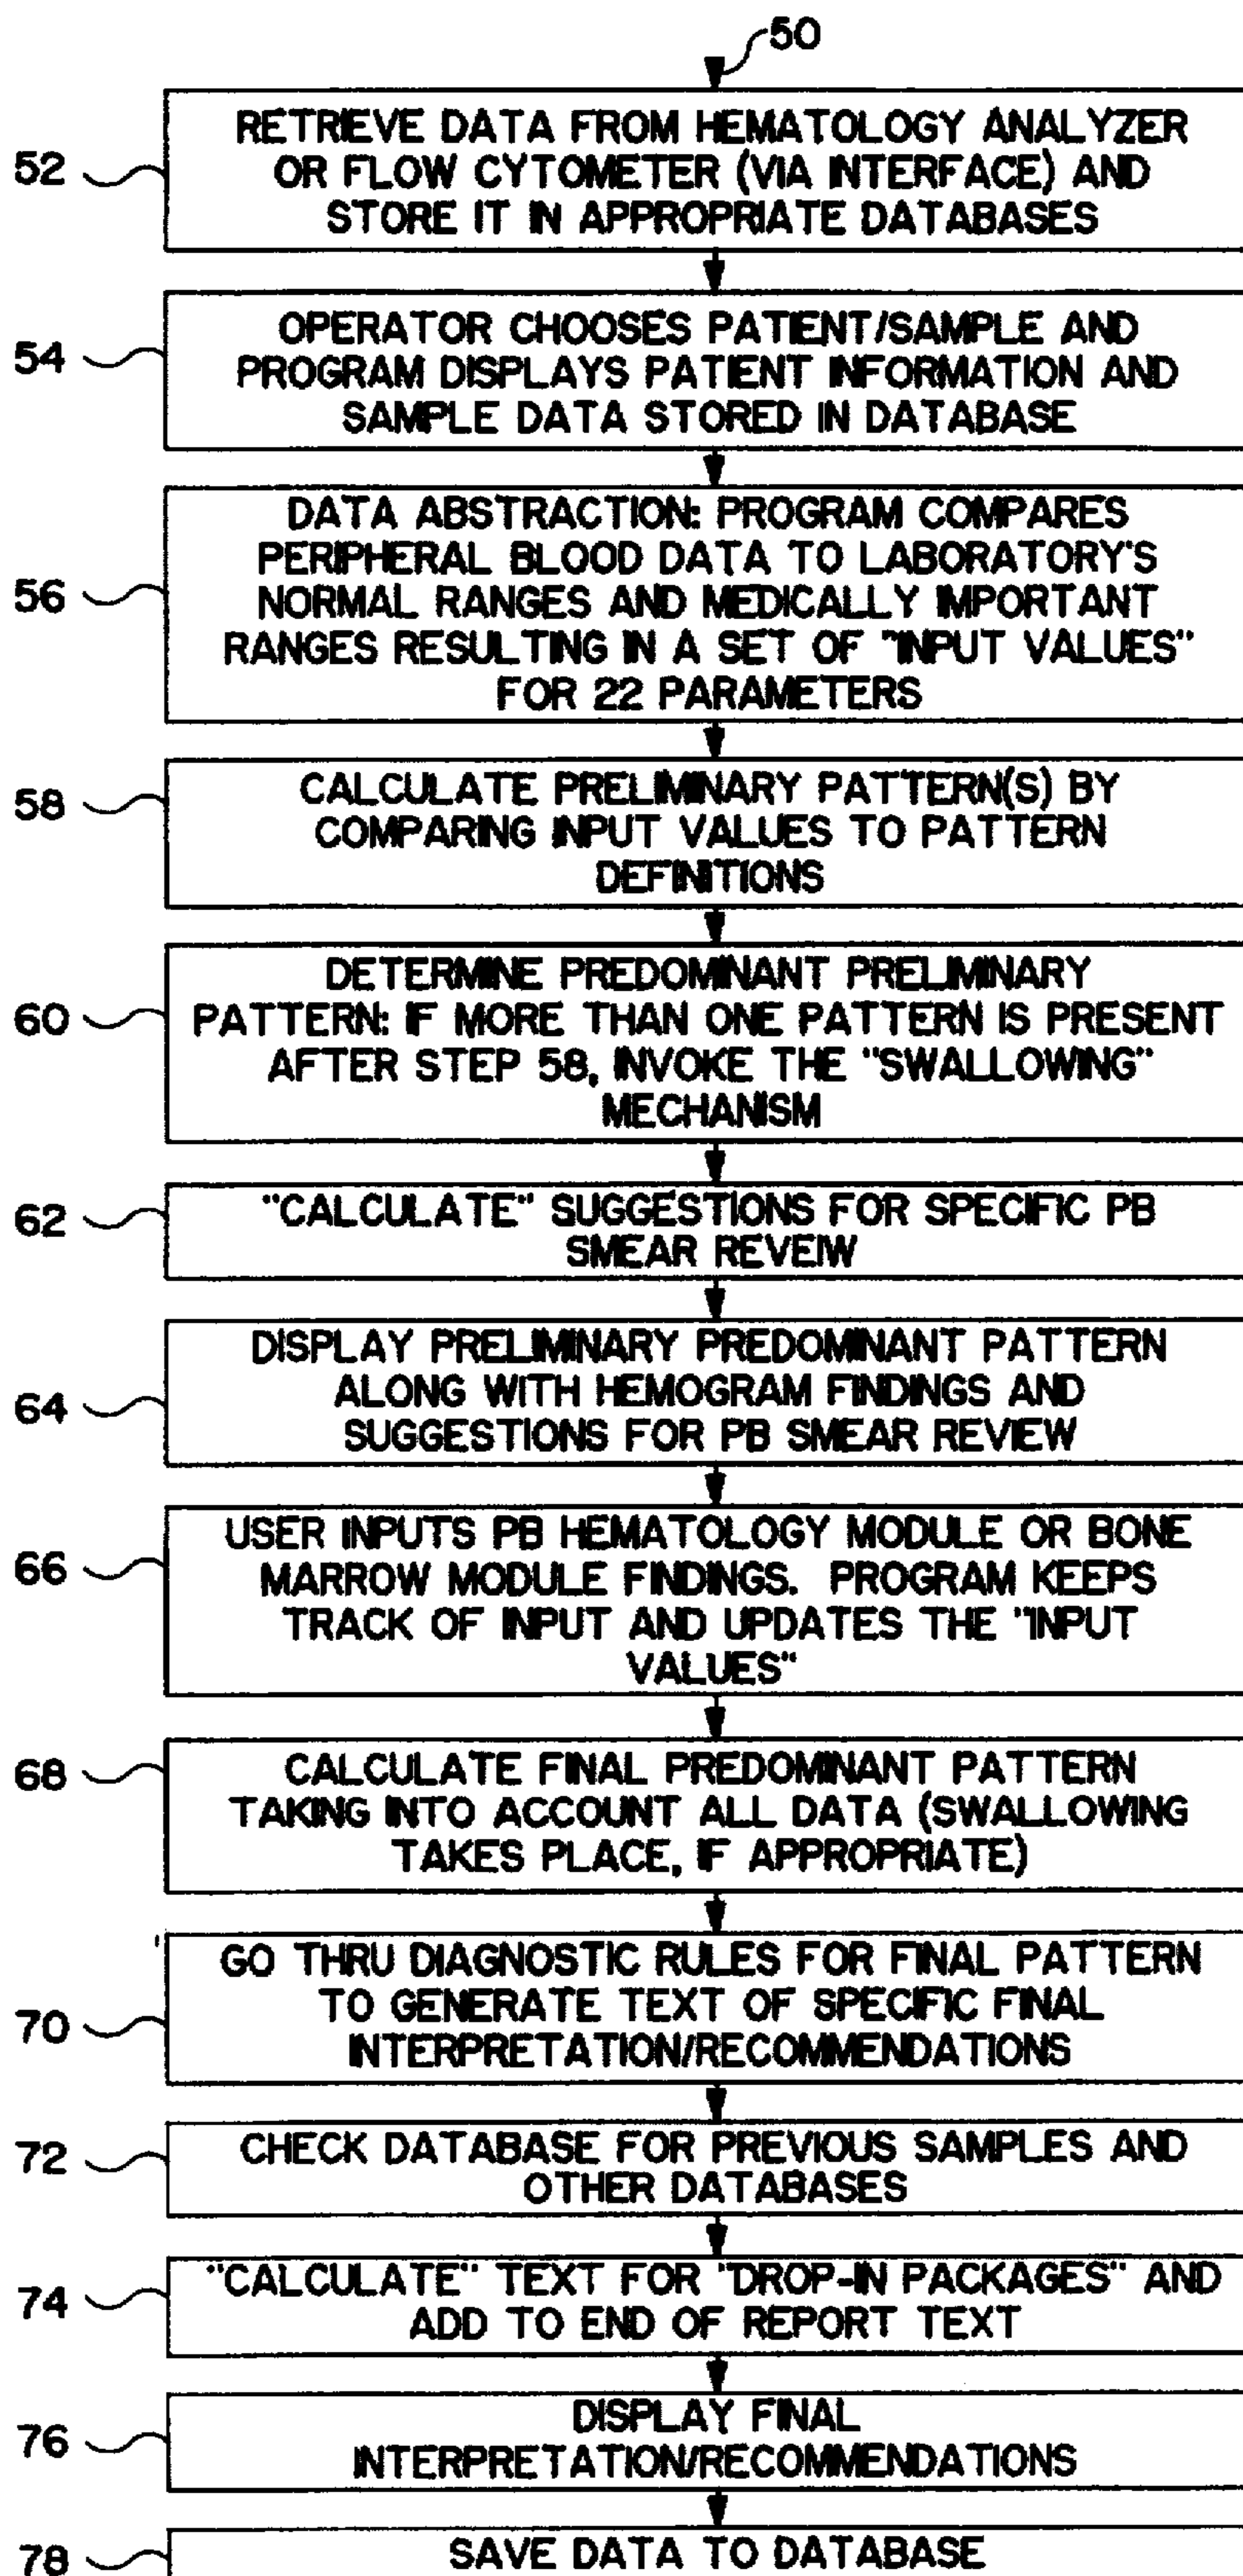 50
52
RETRIEVE DATA FROM HEMATOLOGY ANALYZER
OR FLOW CYTOMETER (VIA INTERFACE) AND
STORE IT IN APPROPRIATE DATABASES
54
OPERATOR CHOOSES PATIENT/SAMPLE AND
PROGRAM DISPLAYS PATIENT INFORMATION AND
SAMPLE DATA STORED IN DATABASE
56
DATA ABSTRACTION: PROGRAM COMPARES
PERIPHERAL BLOOD DATA TO LABORATORY'S
NORMAL RANGES AND MEDICALLY IMPORTANT
RANGES RESULTING IN A SET OF "INPUT VALUES"
FOR 22 PARAMETERS
58
CALCULATE PRELIMINARY PATTERN(S) BY
COMPARING INPUT VALUES TO PATTERN
DEFINITIONS
60
DETERMINE PREDOMINANT PRELIMINARY
PATTERN: IF MORE THAN ONE PATTERN IS PRESENT
AFTER STEP 58, INVOKE THE "SWALLOWING"
MECHANISM
62
"CALCULATE" SUGGESTIONS FOR SPECIFIC PB
SMEAR REVEIW
64
DISPLAY PRELIMINARY PREDOMINANT PATTERN
ALONG WITH HEMOGRAM FINDINGS AND
SUGGESTIONS FOR PB SMEAR REVIEW
66
USER INPUTS PB HEMATOLOGY MODULE OR BONE
MARROW MODULE FINDINGS. PROGRAM KEEPS
TRACK OF INPUT AND UPDATES THE "INPUT
VALUES"
68
CALCULATE FINAL PREDOMINANT PATTERN
TAKING INTO ACCOUNT ALL DATA (SWALLOWING
TAKES PLACE, IF APPROPRIATE)
70
GO THRU DIAGNOSTIC RULES FOR FINAL PATTERN
TO GENERATE TEXT OF SPECIFIC FINAL
INTERPRETATION/RECOMMENDATIONS
72
CHECK DATABASE FOR PREVIOUS SAMPLES AND
OTHER DATABASES
74
"CALCULATE" TEXT FOR "DROP-IN PACKAGES" AND
ADD TO END OF REPORT TEXT
76
DISPLAY FINAL
INTERPRETATION/RECOMMENDATIONS
78
SAVE DATA TO DATABASE